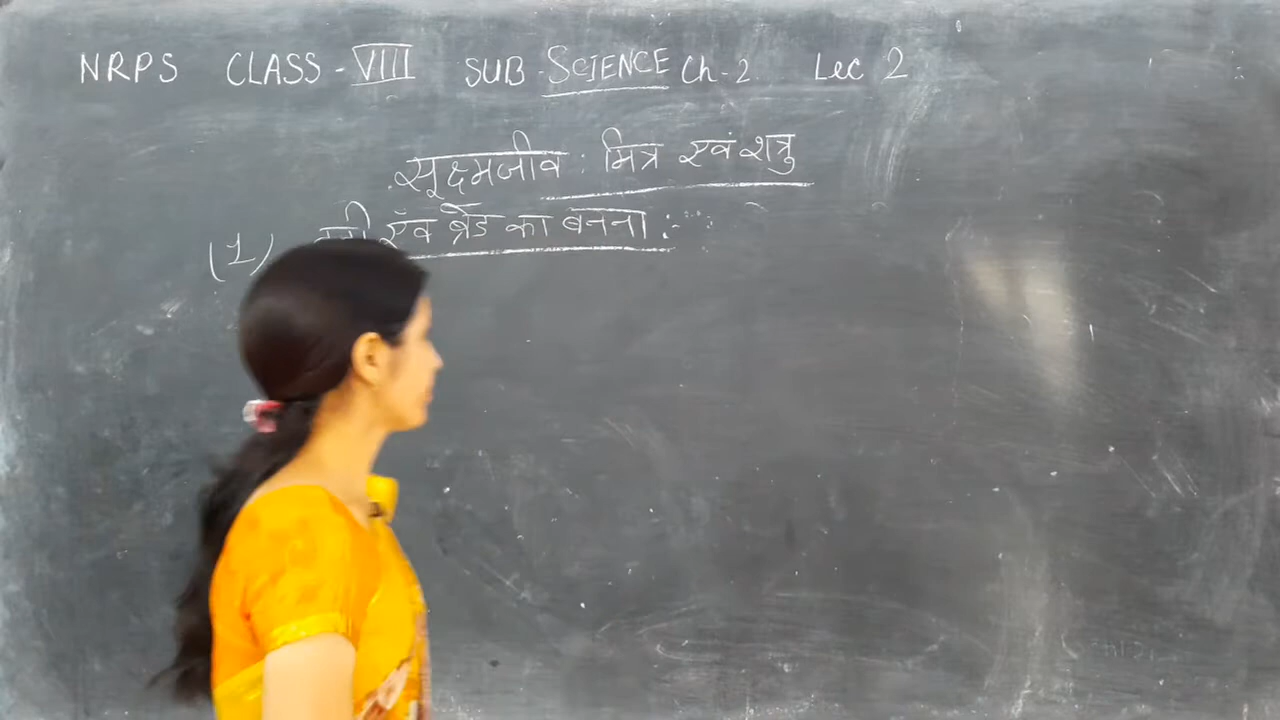 NRPS CLASS - VIII SUB - SCIENCE Ch - 2 Lec 2
सूक्ष्मजीव : मित्र एवं शत्रु
(1) एवं ब्रेड का बनना :-